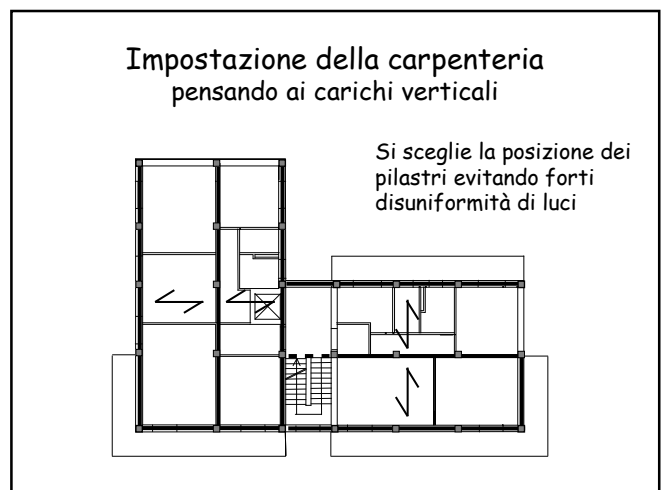 Impostazione della carpenteria
pensando ai carichi verticali
Si sceglie la posizione dei
pilastri evitando forti
disuniformità di luci